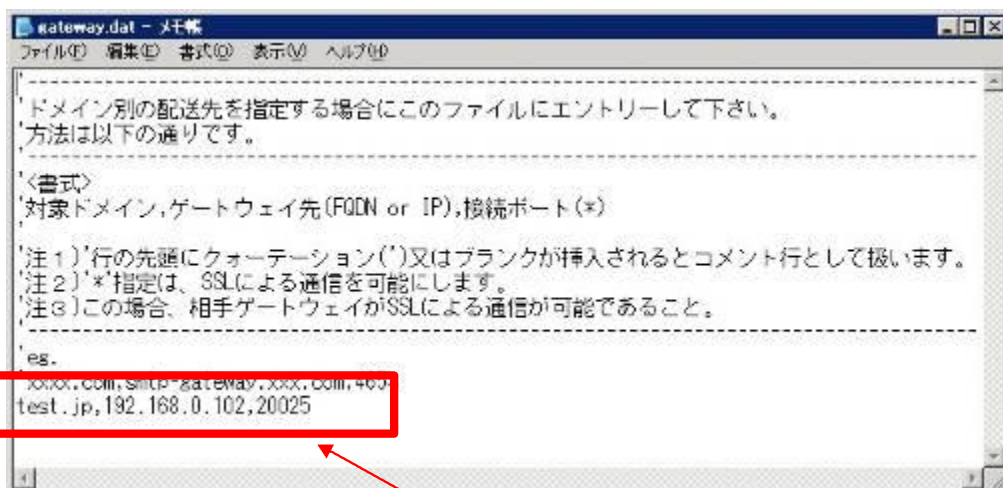 gateway.dat - メモ帳
ファイル(F) 編集(E) 書式(O) 表示(V) ヘルプ(H)
'--------------------------------------------------------------------------------
'ドメイン別の配送先を指定する場合にこのファイルにエントリーして下さい。
'方法は以下の通りです。
'--------------------------------------------------------------------------------
'<書式>
'対象ドメイン,ゲートウェイ先(FQDN or IP),接続ポート(*)
'
'注1)'行の先頭にクォーテーション(')又はブランクが挿入されるとコメント行として扱います。
'注2)'*'指定は、SSLによる通信を可能にします。
'注3)この場合、相手ゲートウェイがSSLによる通信が可能であること。
'--------------------------------------------------------------------------------
'
'eg.
'xxxx.com,smtp-gateway.xxx.com,
test.jp,192.168.0.102,20025